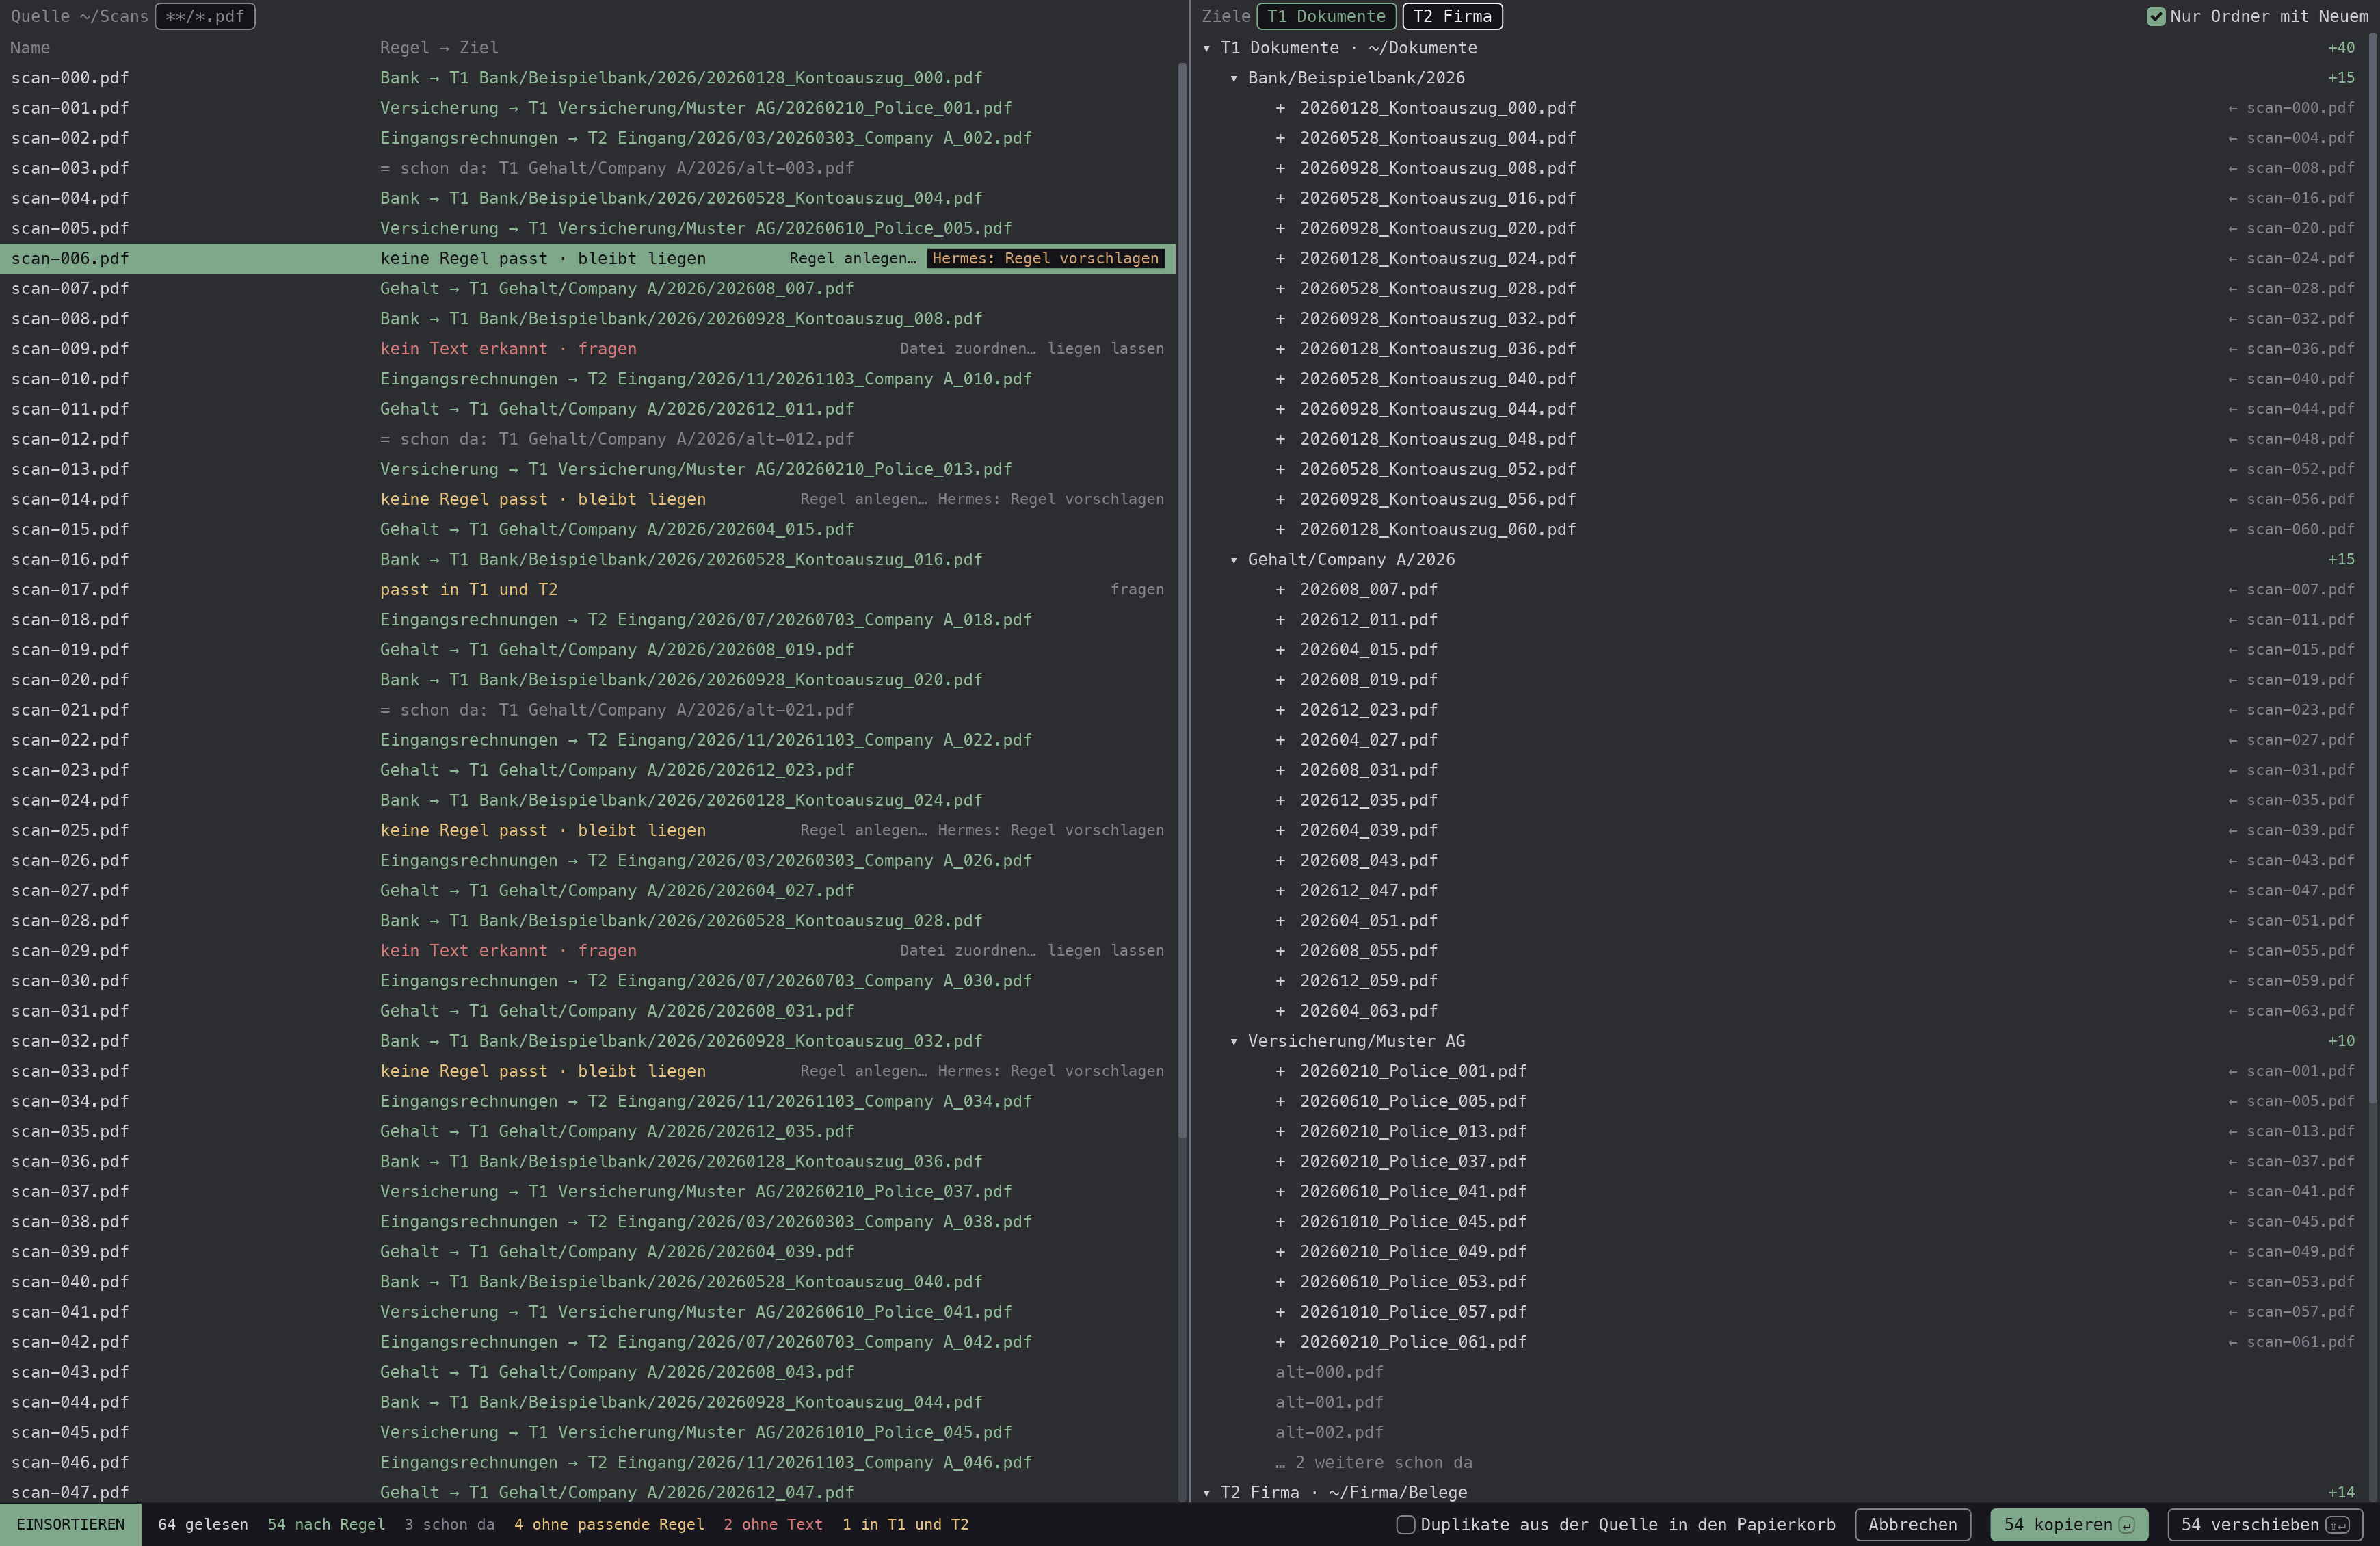 Quelle ~/Scans **/*.pdf
Name Regel → Ziel
scan-000.pdf Bank → T1 Bank/Beispielbank/2026/20260128_Kontoauszug_000.pdf
scan-001.pdf Versicherung → T1 Versicherung/Muster AG/20260210_Police_001.pdf
scan-002.pdf Eingangsrechnungen → T2 Eingang/2026/03/20260303_Company A_002.pdf
scan-003.pdf = schon da: T1 Gehalt/Company A/2026/alt-003.pdf
scan-004.pdf Bank → T1 Bank/Beispielbank/2026/20260528_Kontoauszug_004.pdf
scan-005.pdf Versicherung → T1 Versicherung/Muster AG/20260610_Police_005.pdf
scan-006.pdf keine Regel passt · bleibt liegen Regel anlegen… Hermes: Regel vorschlagen
scan-007.pdf Gehalt → T1 Gehalt/Company A/2026/202608_007.pdf
scan-008.pdf Bank → T1 Bank/Beispielbank/2026/20260928_Kontoauszug_008.pdf
scan-009.pdf kein Text erkannt · fragen Datei zuordnen… liegen lassen
scan-010.pdf Eingangsrechnungen → T2 Eingang/2026/11/20261103_Company A_010.pdf
scan-011.pdf Gehalt → T1 Gehalt/Company A/2026/202612_011.pdf
scan-012.pdf = schon da: T1 Gehalt/Company A/2026/alt-012.pdf
scan-013.pdf Versicherung → T1 Versicherung/Muster AG/20260210_Police_013.pdf
scan-014.pdf keine Regel passt · bleibt liegen Regel anlegen… Hermes: Regel vorschlagen
scan-015.pdf Gehalt → T1 Gehalt/Company A/2026/202604_015.pdf
scan-016.pdf Bank → T1 Bank/Beispielbank/2026/20260528_Kontoauszug_016.pdf
scan-017.pdf passt in T1 und T2 fragen
scan-018.pdf Eingangsrechnungen → T2 Eingang/2026/07/20260703_Company A_018.pdf
scan-019.pdf Gehalt → T1 Gehalt/Company A/2026/202608_019.pdf
scan-020.pdf Bank → T1 Bank/Beispielbank/2026/20260928_Kontoauszug_020.pdf
scan-021.pdf = schon da: T1 Gehalt/Company A/2026/alt-021.pdf
scan-022.pdf Eingangsrechnungen → T2 Eingang/2026/11/20261103_Company A_022.pdf
scan-023.pdf Gehalt → T1 Gehalt/Company A/2026/202612_023.pdf
scan-024.pdf Bank → T1 Bank/Beispielbank/2026/20260128_Kontoauszug_024.pdf
scan-025.pdf keine Regel passt · bleibt liegen Regel anlegen… Hermes: Regel vorschlagen
scan-026.pdf Eingangsrechnungen → T2 Eingang/2026/03/20260303_Company A_026.pdf
scan-027.pdf Gehalt → T1 Gehalt/Company A/2026/202604_027.pdf
scan-028.pdf Bank → T1 Bank/Beispielbank/2026/20260528_Kontoauszug_028.pdf
scan-029.pdf kein Text erkannt · fragen Datei zuordnen… liegen lassen
scan-030.pdf Eingangsrechnungen → T2 Eingang/2026/07/20260703_Company A_030.pdf
scan-031.pdf Gehalt → T1 Gehalt/Company A/2026/202608_031.pdf
scan-032.pdf Bank → T1 Bank/Beispielbank/2026/20260928_Kontoauszug_032.pdf
scan-033.pdf keine Regel passt · bleibt liegen Regel anlegen… Hermes: Regel vorschlagen
scan-034.pdf Eingangsrechnungen → T2 Eingang/2026/11/20261103_Company A_034.pdf
scan-035.pdf Gehalt → T1 Gehalt/Company A/2026/202612_035.pdf
scan-036.pdf Bank → T1 Bank/Beispielbank/2026/20260128_Kontoauszug_036.pdf
scan-037.pdf Versicherung → T1 Versicherung/Muster AG/20260210_Police_037.pdf
scan-038.pdf Eingangsrechnungen → T2 Eingang/2026/03/20260303_Company A_038.pdf
scan-039.pdf Gehalt → T1 Gehalt/Company A/2026/202604_039.pdf
scan-040.pdf Bank → T1 Bank/Beispielbank/2026/20260528_Kontoauszug_040.pdf
scan-041.pdf Versicherung → T1 Versicherung/Muster AG/20260610_Police_041.pdf
scan-042.pdf Eingangsrechnungen → T2 Eingang/2026/07/20260703_Company A_042.pdf
scan-043.pdf Gehalt → T1 Gehalt/Company A/2026/202608_043.pdf
scan-044.pdf Bank → T1 Bank/Beispielbank/2026/20260928_Kontoauszug_044.pdf
scan-045.pdf Versicherung → T1 Versicherung/Muster AG/20261010_Police_045.pdf
scan-046.pdf Eingangsrechnungen → T2 Eingang/2026/11/20261103_Company A_046.pdf
scan-047.pdf Gehalt → T1 Gehalt/Company A/2026/202612_047.pdf
Ziele T1 Dokumente T2 Firma Nur Ordner mit Neuem
▾ T1 Dokumente · ~/Dokumente +40
▾ Bank/Beispielbank/2026 +15
+ 20260128_Kontoauszug_000.pdf ← scan-000.pdf
+ 20260528_Kontoauszug_004.pdf ← scan-004.pdf
+ 20260928_Kontoauszug_008.pdf ← scan-008.pdf
+ 20260528_Kontoauszug_016.pdf ← scan-016.pdf
+ 20260928_Kontoauszug_020.pdf ← scan-020.pdf
+ 20260128_Kontoauszug_024.pdf ← scan-024.pdf
+ 20260528_Kontoauszug_028.pdf ← scan-028.pdf
+ 20260928_Kontoauszug_032.pdf ← scan-032.pdf
+ 20260128_Kontoauszug_036.pdf ← scan-036.pdf
+ 20260528_Kontoauszug_040.pdf ← scan-040.pdf
+ 20260928_Kontoauszug_044.pdf ← scan-044.pdf
+ 20260128_Kontoauszug_048.pdf ← scan-048.pdf
+ 20260528_Kontoauszug_052.pdf ← scan-052.pdf
+ 20260928_Kontoauszug_056.pdf ← scan-056.pdf
+ 20260128_Kontoauszug_060.pdf ← scan-060.pdf
▾ Gehalt/Company A/2026 +15
+ 202608_007.pdf ← scan-007.pdf
+ 202612_011.pdf ← scan-011.pdf
+ 202604_015.pdf ← scan-015.pdf
+ 202608_019.pdf ← scan-019.pdf
+ 202612_023.pdf ← scan-023.pdf
+ 202604_027.pdf ← scan-027.pdf
+ 202608_031.pdf ← scan-031.pdf
+ 202612_035.pdf ← scan-035.pdf
+ 202604_039.pdf ← scan-039.pdf
+ 202608_043.pdf ← scan-043.pdf
+ 202612_047.pdf ← scan-047.pdf
+ 202604_051.pdf ← scan-051.pdf
+ 202608_055.pdf ← scan-055.pdf
+ 202612_059.pdf ← scan-059.pdf
+ 202604_063.pdf ← scan-063.pdf
▾ Versicherung/Muster AG +10
+ 20260210_Police_001.pdf ← scan-001.pdf
+ 20260610_Police_005.pdf ← scan-005.pdf
+ 20260210_Police_013.pdf ← scan-013.pdf
+ 20260210_Police_037.pdf ← scan-037.pdf
+ 20260610_Police_041.pdf ← scan-041.pdf
+ 20261010_Police_045.pdf ← scan-045.pdf
+ 20260210_Police_049.pdf ← scan-049.pdf
+ 20260610_Police_053.pdf ← scan-053.pdf
+ 20261010_Police_057.pdf ← scan-057.pdf
+ 20260210_Police_061.pdf ← scan-061.pdf
alt-000.pdf
alt-001.pdf
alt-002.pdf
… 2 weitere schon da
▾ T2 Firma · ~/Firma/Belege +14
EINSORTIEREN 64 gelesen 54 nach Regel 3 schon da 4 ohne passende Regel 2 ohne Text 1 in T1 und T2 Duplikate aus der Quelle in den Papierkorb Abbrechen 54 kopieren ↵ 54 verschieben ⇧↵